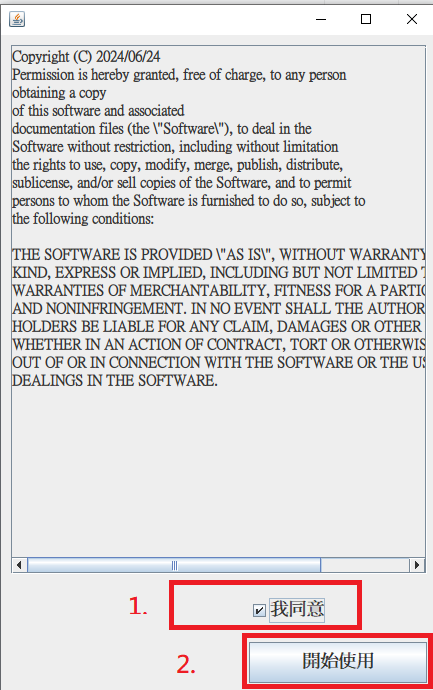 Copyright (C) 2024/06/24
Permission is hereby granted, free of charge, to any person
obtaining a copy
of this software and associated
documentation files (the \"Software\"), to deal in the
Software without restriction, including without limitation
the rights to use, copy, modify, merge, publish, distribute,
sublicense, and/or sell copies of the Software, and to permit
persons to whom the Software is furnished to do so, subject to
the following conditions:
THE SOFTWARE IS PROVIDED \"AS IS\", WITHOUT WARRANTY
KIND, EXPRESS OR IMPLIED, INCLUDING BUT NOT LIMITED
WARRANTIES OF MERCHANTABILITY, FITNESS FOR A
AND NONINFRINGEMENT. IN NO EVENT SHALL THE AUTHOR
HOLDERS BE LIABLE FOR ANY CLAIM, DAMAGES OR OTHER
WHETHER IN AN ACTION OF CONTRACT, TORT OR
OUT OF OR IN CONNECTION WITH THE SOFTWARE OR THE
DEALINGS IN THE SOFTWARE.
1.
我同意
2.
開始使用